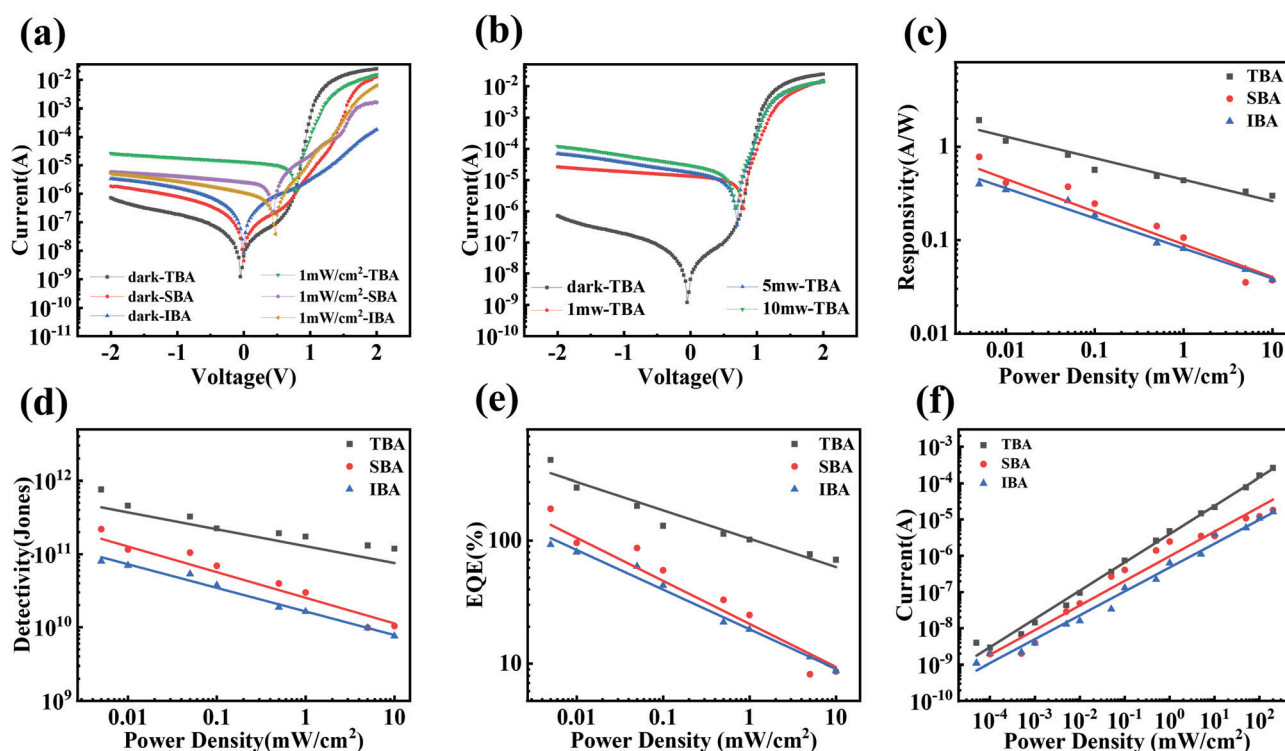 (a)
Current(A)
10⁻²
10⁻³
10⁻⁴
10⁻⁵
10⁻⁶
10⁻⁷
10⁻⁸
10⁻⁹
10⁻¹⁰
10⁻¹¹
dark-TBA
dark-SBA
dark-IBA
1mW/cm²-TBA
1mW/cm²-SBA
1mW/cm²-IBA
-2 -1 0 1 2
Voltage(V)
(b)
Current(A)
10⁻²
10⁻³
10⁻⁴
10⁻⁵
10⁻⁶
10⁻⁷
10⁻⁸
10⁻⁹
10⁻¹⁰
dark-TBA
1mw-TBA
5mw-TBA
10mw-TBA
-2 -1 0 1 2
Voltage(V)
(c)
Responsivity(A/W)
1
0.1
0.01
TBA
SBA
IBA
0.01 0.1 1 10
Power Density (mW/cm²)
(d)
Detectivity(Jones)
10¹²
10¹¹
10¹⁰
10⁹
TBA
SBA
IBA
0.01 0.1 1 10
Power Density(mW/cm²)
(e)
EQE(%)
100
10
TBA
SBA
IBA
0.01 0.1 1 10
Power Density (mW/cm²)
(f)
Current(A)
10⁻³
10⁻⁴
10⁻⁵
10⁻⁶
10⁻⁷
10⁻⁸
10⁻⁹
10⁻¹⁰
TBA
SBA
IBA
10⁻⁴ 10⁻³ 10⁻² 10⁻¹ 10⁰ 10¹ 10²
Power Density (mW/cm²)